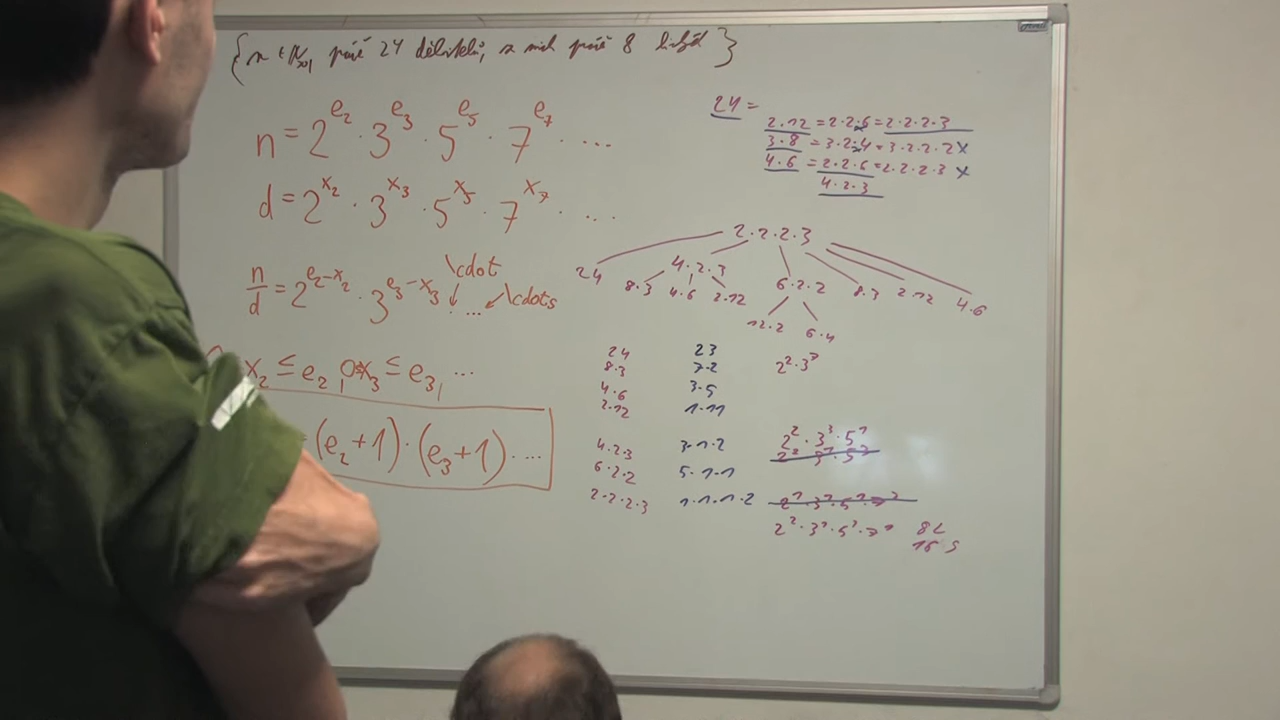 {n ∈ N>0, právě 24 dělitelů, z nich právě 8 lichých}
n = 2^e₂ · 3^e₃ · 5^e₅ · 7^e₇ · ....
d = 2^x₂ · 3^x₃ · 5^x₅ · 7^x₇ · ....
n/d = 2^(e₂-x₂) · 3^(e₃-x₃) · ...
\cdot
\cdots
x₂ ≤ e₂, 0≤x₃ ≤ e₃, ...
= (e₂+1) · (e₃+1) · ....
24 =
2·12 = 2·2·6 = 2·2·2·3
3·8 = 3·2·4 = 3·2·2·2 x
4·6 = 2·2·6 = 2·2·2·3 x
4·2·3
2·2·2·3
24 4·2·3 6·2·2 8·3 2·12 4·6
8·3 4·6 2·12
12·2 6·4
24 23
8·3 7·2 2²·3⁷
4·6 3·5
2·12 1·11
4·2·3 3·1·2 2²·3³·5¹
6·2·2 5·1·1
2·2·2·3 1·1·1·2
2²·3¹·5¹·7¹ 8L
16 S